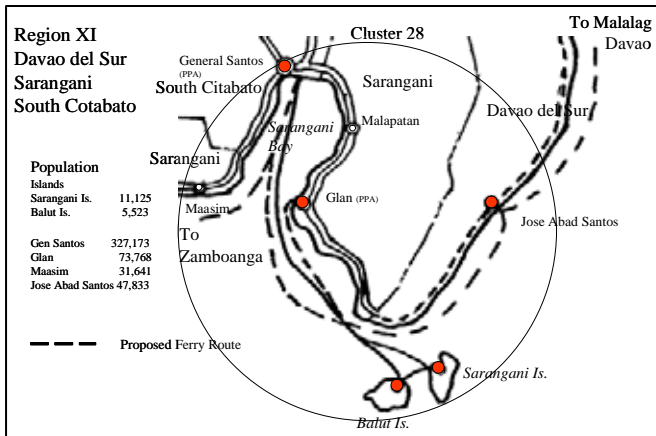 Region XI
Davao del Sur
Sarangani
South Cotabato
Cluster 28
To Malalag
Davao
General Santos
(PPA)
South Citabato
Sarangani
Davao del Sur
Sarangani
Bay
Malapatan
Sarangani
Maasim
Glan (PPA)
Jose Abad Santos
To
Zamboanga
Population
Islands
Sarangani Is. 11,125
Balut Is. 5,523
Gen Santos 327,173
Glan 73,768
Maasim 31,641
Jose Abad Santos 47,833
Proposed Ferry Route
Sarangani Is.
Balut Is.